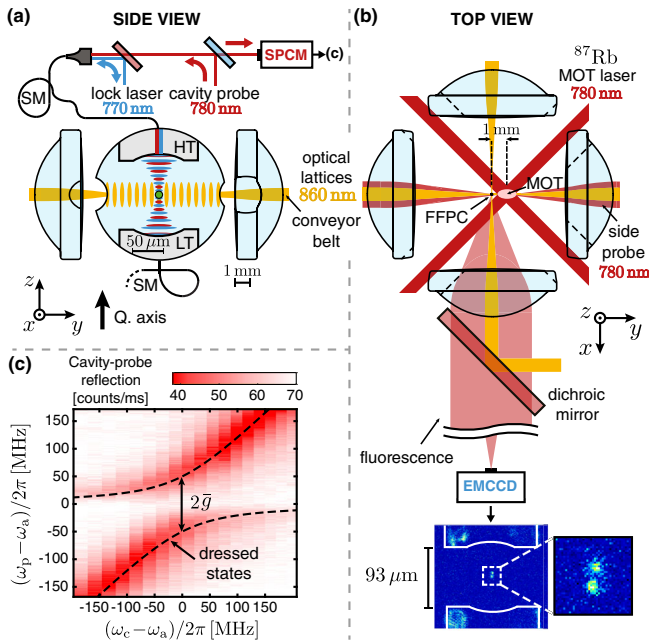 (a)
SIDE VIEW
SPCM
(c)
SM
lock laser
770 nm
cavity probe
780 nm
HT
optical
lattices
860 nm
conveyor
belt
50 μm
LT
SM
1 mm
z
x
y
Q. axis
(b)
TOP VIEW
⁸⁷Rb
MOT laser
780 nm
1 mm
MOT
FFPC
side
probe
780 nm
z
y
x
dichroic
mirror
fluorescence
EMCCD
93 μm
(c)
Cavity-probe
reflection
[counts/ms]
40 50 60 70
150
100
50
0
-50
-100
-150
(ωₚ−ωₐ)/2π [MHz]
2ḡ
dressed
states
-150 -100 -50 0 50 100 150
(ω_c−ωₐ)/2π [MHz]